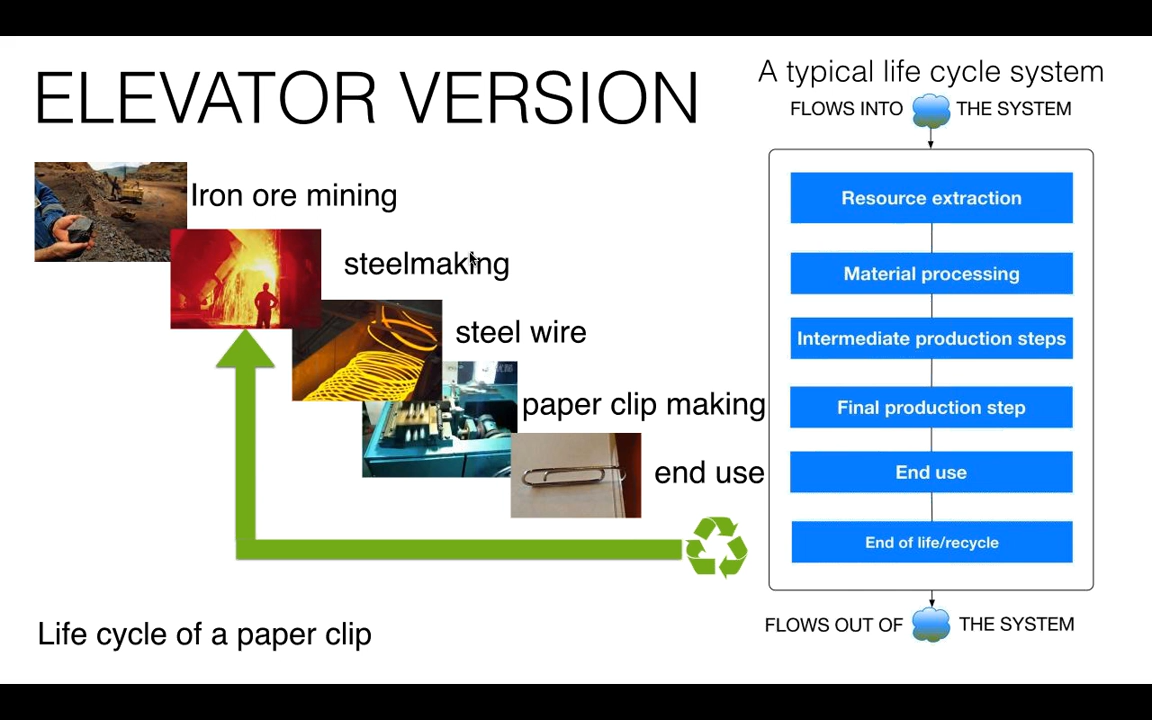 ELEVATOR VERSION
Iron ore mining
steelmaking
steel wire
paper clip making
end use
Life cycle of a paper clip
A typical life cycle system
FLOWS INTO THE SYSTEM
Resource extraction
Material processing
Intermediate production steps
Final production step
End use
End of life/recycle
FLOWS OUT OF THE SYSTEM